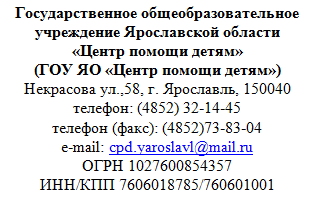 Государственное общеобразовательное
учреждение Ярославской области
«Центр помощи детям»
(ГОУ ЯО «Центр помощи детям»)
Некрасова ул.,58, г. Ярославль, 150040
телефон: (4852) 32-14-45
телефон (факс): (4852)73-83-04
e-mail: cpd.yaroslavl@mail.ru
ОГРН 1027600854357
ИНН/КПП 7606018785/760601001